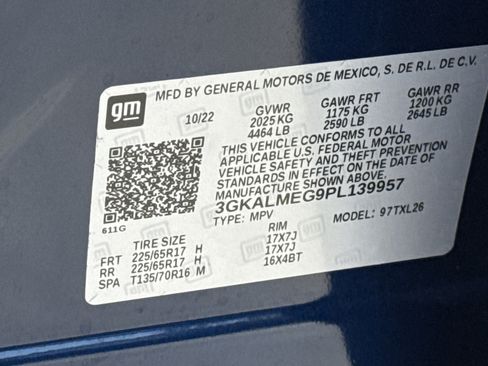 MFD BY GENERAL MOTORS DE MEXICO, S. DE R.L. DE C.V.
gm
10/22 GVWR GAWR FRT GAWR RR
2025 KG 1175 KG 1200 KG
4464 LB 2590 LB 2645 LB
THIS VEHICLE CONFORMS TO ALL
APPLICABLE U.S. FEDERAL MOTOR
VEHICLE SAFETY AND THEFT PREVENTION
STANDARDS IN EFFECT ON THE DATE OF
MANUFACTURE SHOWN ABOVE.
3GKALMEG9PL139957
611G TYPE: MPV MODEL: 97TXL26
TIRE SIZE RIM
FRT 225/65R17 H 17X7J
RR 225/65R17 H 17X7J
SPA T135/70R16 M 16X4BT